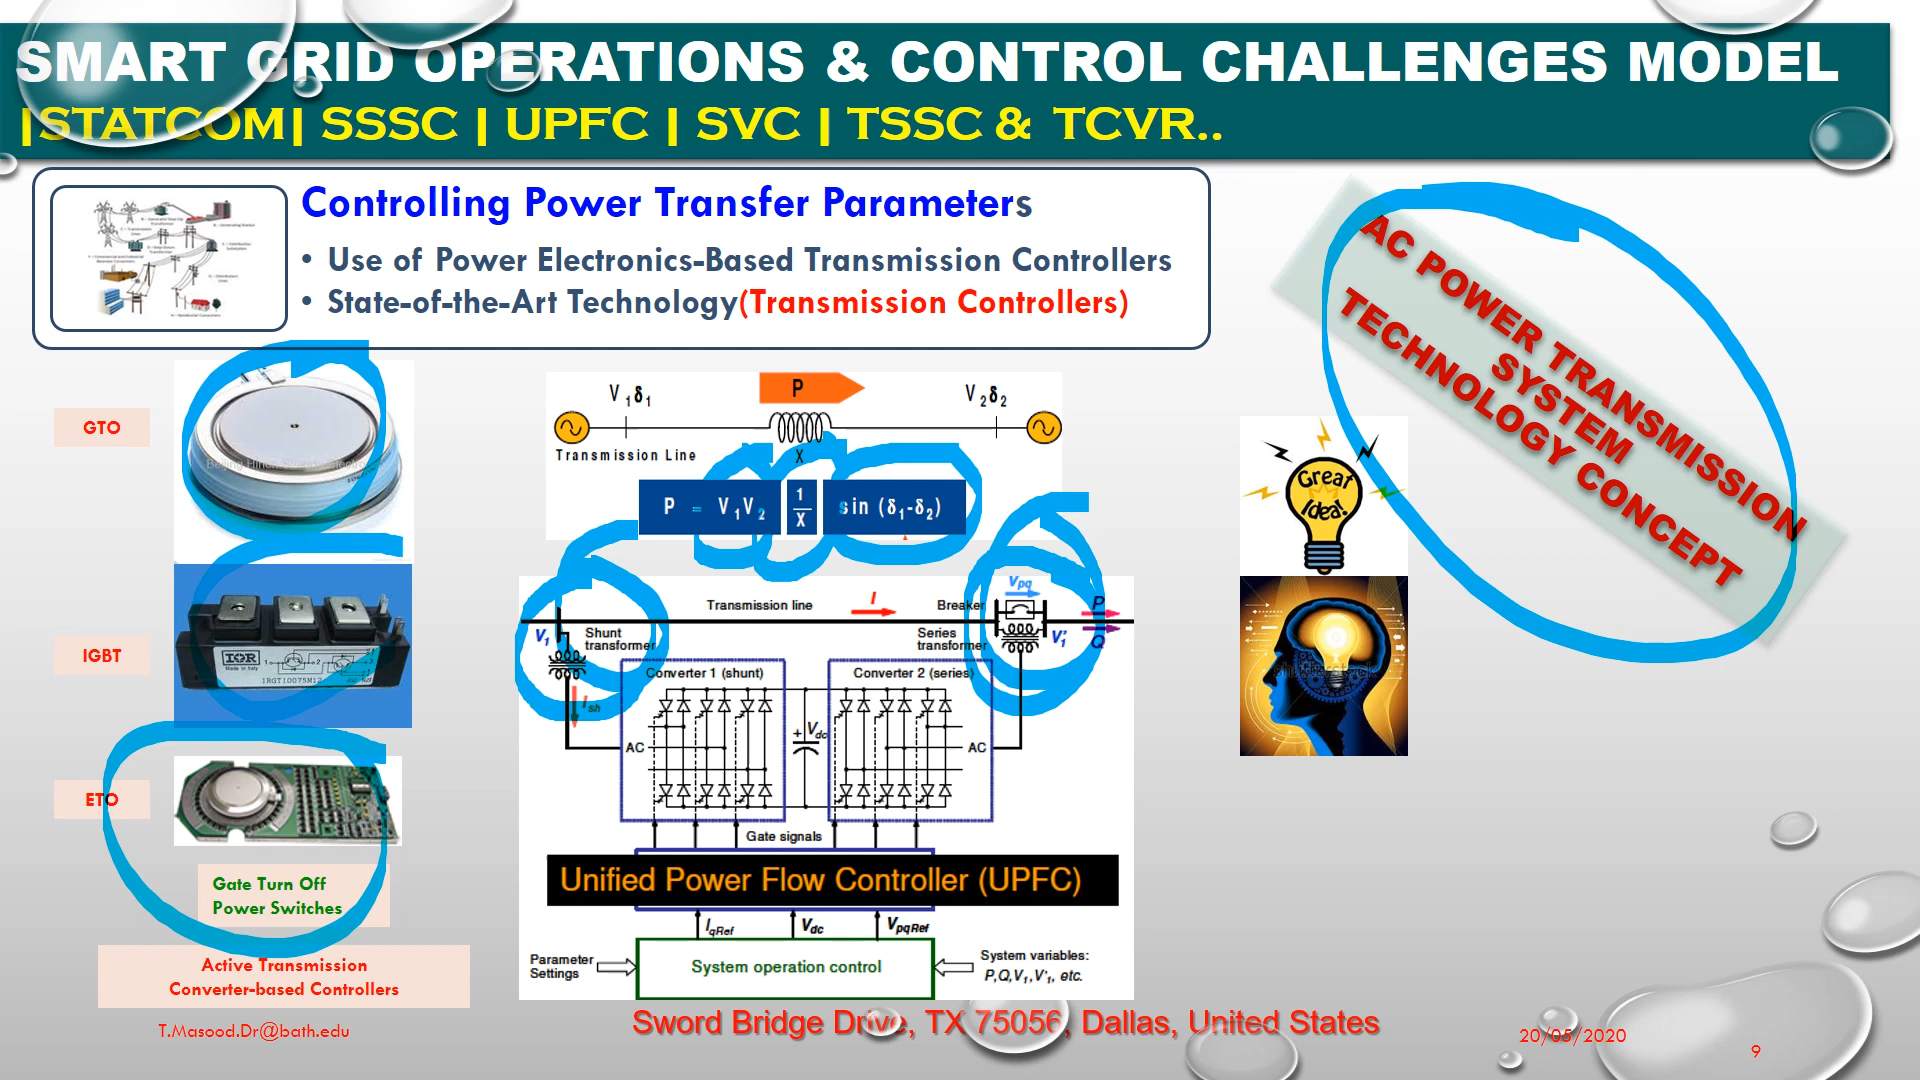 SMART GRID OPERATIONS & CONTROL CHALLENGES MODEL
|STATCOM| SSSC | UPFC | SVC | TSSC & TCVR..
Controlling Power Transfer Parameters
• Use of Power Electronics-Based Transmission Controllers
• State-of-the-Art Technology(Transmission Controllers)
AC POWER TRANSMISSION
SYSTEM
TECHNOLOGY CONCEPT
GTO
IGBT
IOR
Made in Italy
IRGTI0075M12
ETO
Gate Turn Off
Power Switches
Active Transmission
Converter-based Controllers
V1δ1
P
V2δ2
Transmission Line
X
P = V1V2 1/X sin (δ1-δ2)
Great
Idea!
Vpq
Transmission line
I
Breaker
P
V1
Shunt
transformer
Series
transformer
V'1
Q
Converter 1 (shunt)
Converter 2 (series)
Ish
+ Vdc
AC
AC
Gate signals
Unified Power Flow Controller (UPFC)
IqRef
Vdc
VpqRef
Parameter
Settings
System operation control
System variables:
P,Q,V1,V'1, etc.
T.Masood.Dr@bath.edu
Sword Bridge Drive, TX 75056, Dallas, United States
20/05/2020
9